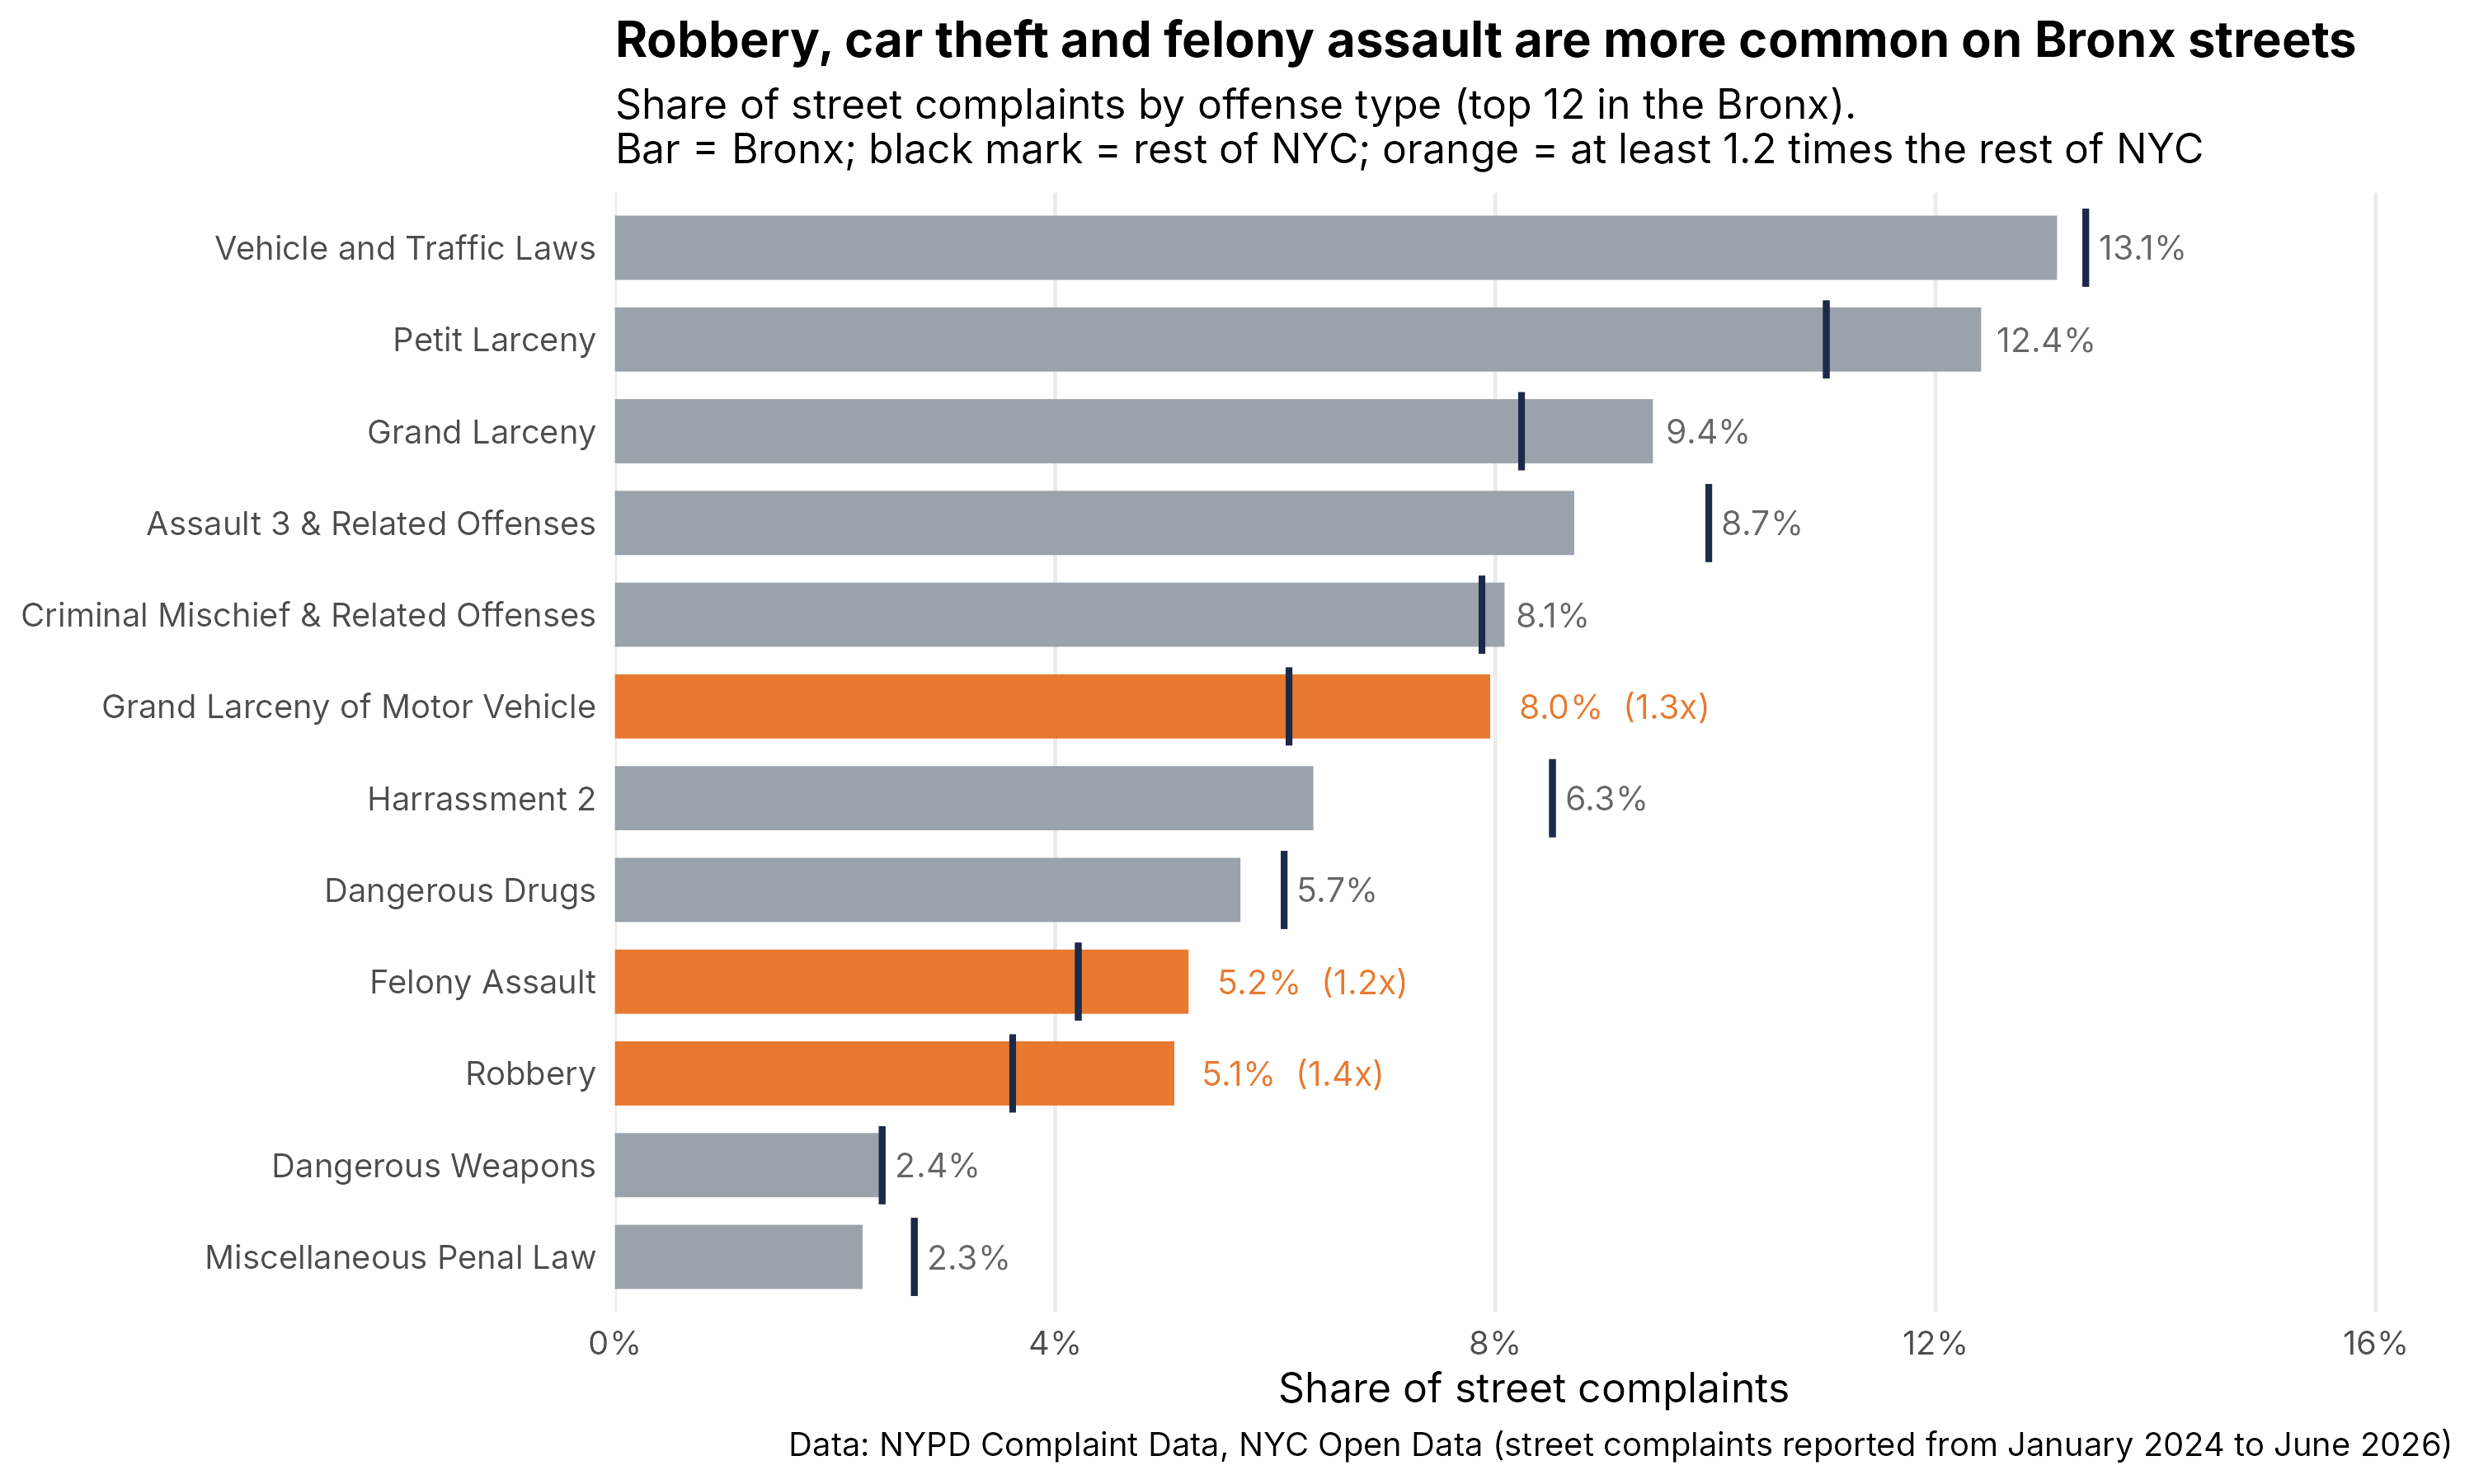 Robbery, car theft and felony assault are more common on Bronx streets
Share of street complaints by offense type (top 12 in the Bronx).
Bar = Bronx; black mark = rest of NYC; orange = at least 1.2 times the rest of NYC
Vehicle and Traffic Laws 13.1%
Petit Larceny 12.4%
Grand Larceny 9.4%
Assault 3 & Related Offenses 8.7%
Criminal Mischief & Related Offenses 8.1%
Grand Larceny of Motor Vehicle 8.0% (1.3x)
Harrassment 2 6.3%
Dangerous Drugs 5.7%
Felony Assault 5.2% (1.2x)
Robbery 5.1% (1.4x)
Dangerous Weapons 2.4%
Miscellaneous Penal Law 2.3%
0% 4% 8% 12% 16%
Share of street complaints
Data: NYPD Complaint Data, NYC Open Data (street complaints reported from January 2024 to June 2026)